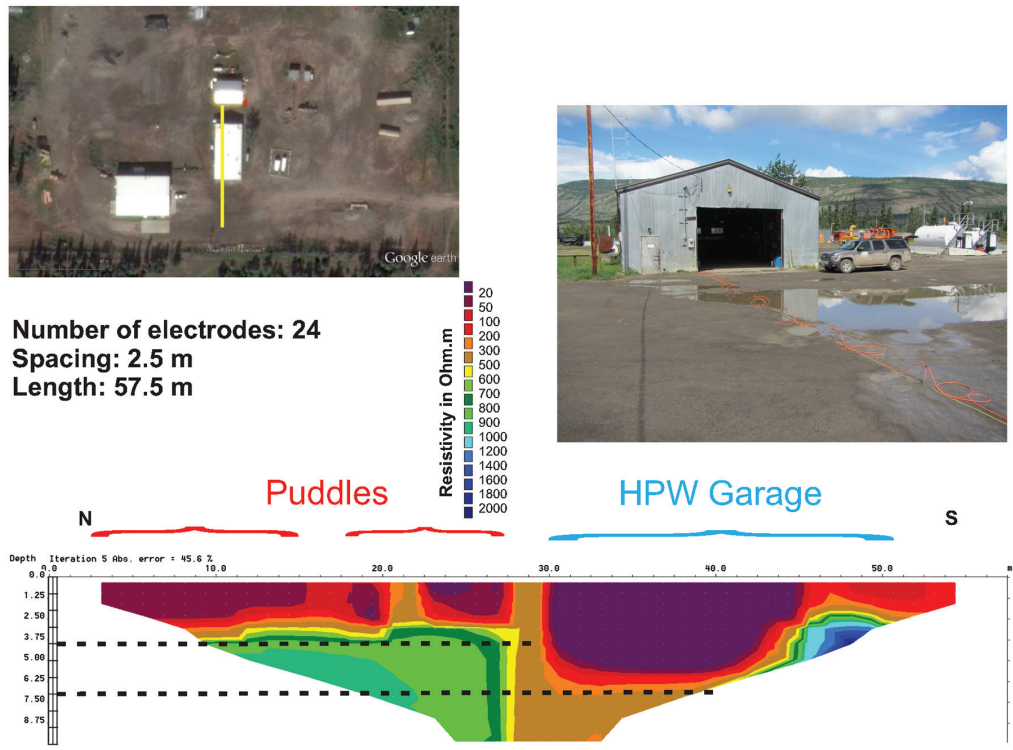 Google earth
Number of electrodes: 24
Spacing: 2.5 m
Length: 57.5 m
Resistivity in Ohm.m
20
50
100
200
300
500
600
700
800
900
1000
1200
1400
1600
1800
2000
Puddles
HPW Garage
N
S
Depth Iteration 5 Abs. error = 45.6 %
0.0 10.0 20.0 30.0 40.0 50.0 m
0.0
1.25
2.50
3.75
5.00
6.25
7.50
8.75